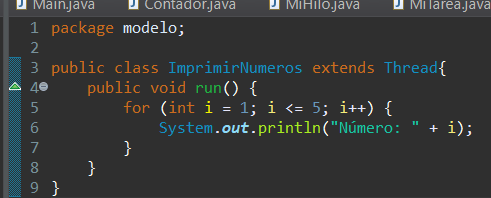 Main.java Contador.java MiHilo.java MiTarea.java
1 package modelo;
2
3 public class ImprimirNumeros extends Thread{
4 public void run() {
5 for (int i = 1; i <= 5; i++) {
6 System.out.println("Número: " + i);
7 }
8 }
9 }